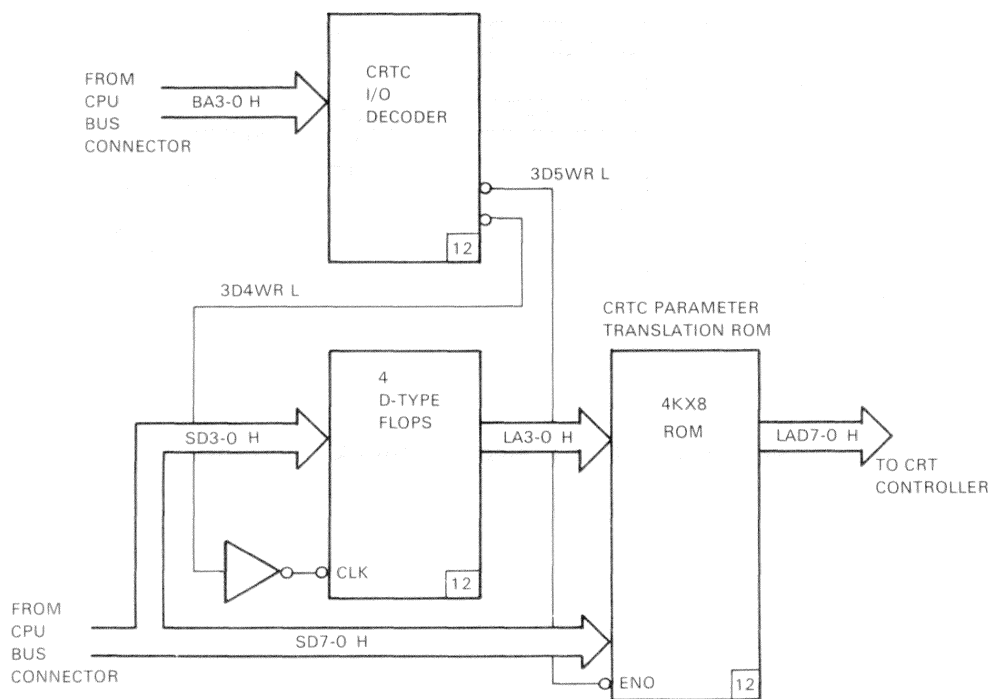 CRTC
I/O
DECODER
FROM
CPU
BUS
CONNECTOR
BA3-0 H
3D5WR L
12
3D4WR L
CRTC PARAMETER
TRANSLATION ROM
4
D-TYPE
FLOPS
4KX8
ROM
SD3-0 H
LA3-0 H
LAD7-0 H
TO CRT
CONTROLLER
CLK
12
FROM
CPU
BUS
CONNECTOR
SD7-0 H
ENO
12